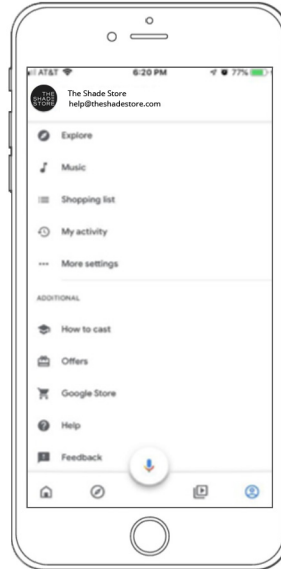 AT&T 6:20 PM 77%
THE SHADE STORE
The Shade Store
help@theshadestore.com
Explore
Music
Shopping list
My activity
More settings
ADDITIONAL
How to cast
Offers
Google Store
Help
Feedback